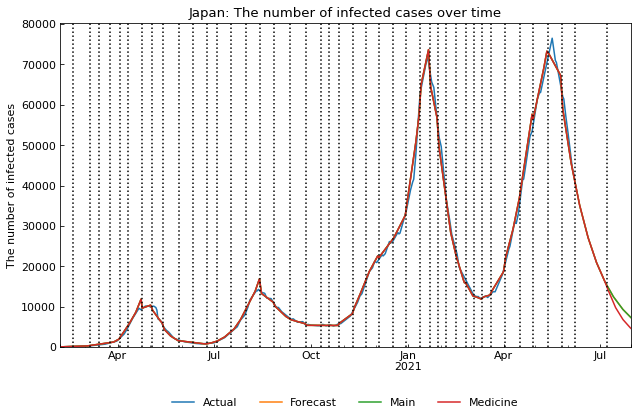 Japan: The number of infected cases over time
The number of infected cases
80000
70000
60000
50000
40000
30000
20000
10000
0
Apr Jul Oct Jan Apr Jul
2021
Actual Forecast Main Medicine